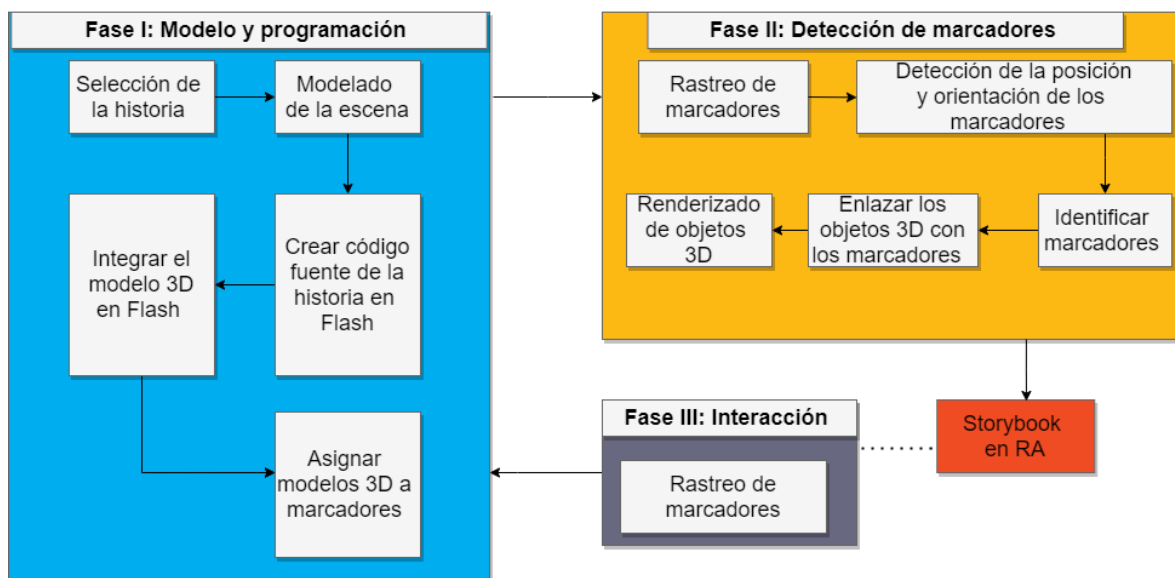 Fase I: Modelo y programación
Selección de
la historia
Modelado
de la escena
Crear código
fuente de la
historia en
Flash
Integrar el
modelo 3D
en Flash
Asignar
modelos 3D a
marcadores
Fase II: Detección de marcadores
Rastreo de
marcadores
Detección de la posición
y orientación de los
marcadores
Identificar
marcadores
Enlazar los
objetos 3D con
los marcadores
Renderizado
de objetos
3D
Storybook
en RA
Fase III: Interacción
Rastreo de
marcadores